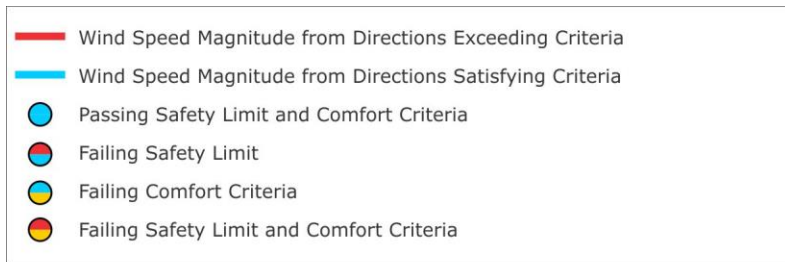 Wind Speed Magnitude from Directions Exceeding Criteria
Wind Speed Magnitude from Directions Satisfying Criteria
Passing Safety Limit and Comfort Criteria
Failing Safety Limit
Failing Comfort Criteria
Failing Safety Limit and Comfort Criteria